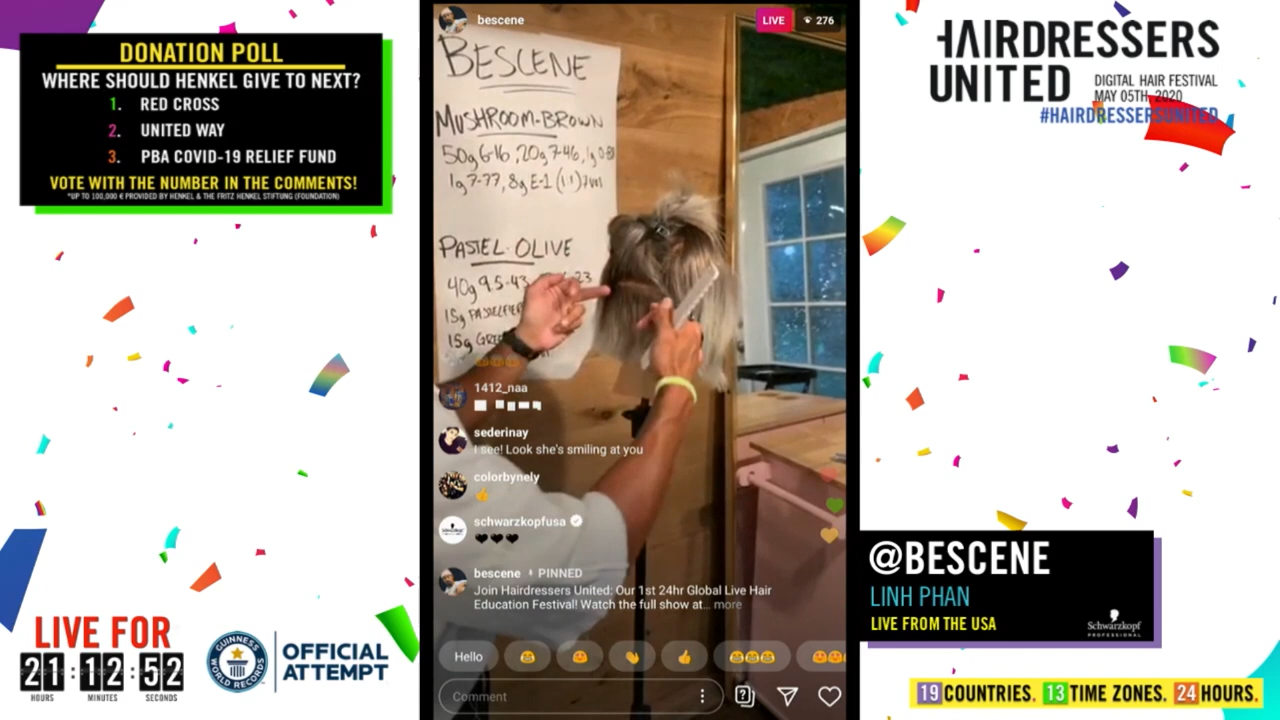 DONATION POLL
WHERE SHOULD HENKEL GIVE TO NEXT?
1. RED CROSS
2. UNITED WAY
3. PBA COVID-19 RELIEF FUND
VOTE WITH THE NUMBER IN THE COMMENTS!
*UP TO 100,000 € PROVIDED BY HENKEL & THE FRITZ HENKEL STIFTUNG (FOUNDATION)
LIVE FOR
21:12:52
HOURS MINUTES SECONDS
GUINNESS WORLD RECORDS
OFFICIAL
ATTEMPT
bescene
LIVE
276
BESCENE
MUSHROOM-BROWN
50g 6-16, 20g 7-46, 1g
1g 7-77, 8g E-1 (1:1) 7vol
PASTEL-OLIVE
40g 9.5-43
15g
15g
1412_naa
sederinay
I see! Look she's smiling at you
colorbynely
schwarzkopfusa
bescene PINNED
Join Hairdressers United: Our 1st 24hr Global Live Hair
Education Festival! Watch the full show at... more
Hello
Comment
HAIRDRESSERS
UNITED
DIGITAL HAIR FESTIVAL
MAY 05TH, 2020
#HAIRDRESSERSUNITED
@BESCENE
LINH PHAN
LIVE FROM THE USA
Schwarzkopf
PROFESSIONAL
19 COUNTRIES. 13 TIME ZONES. 24 HOURS.